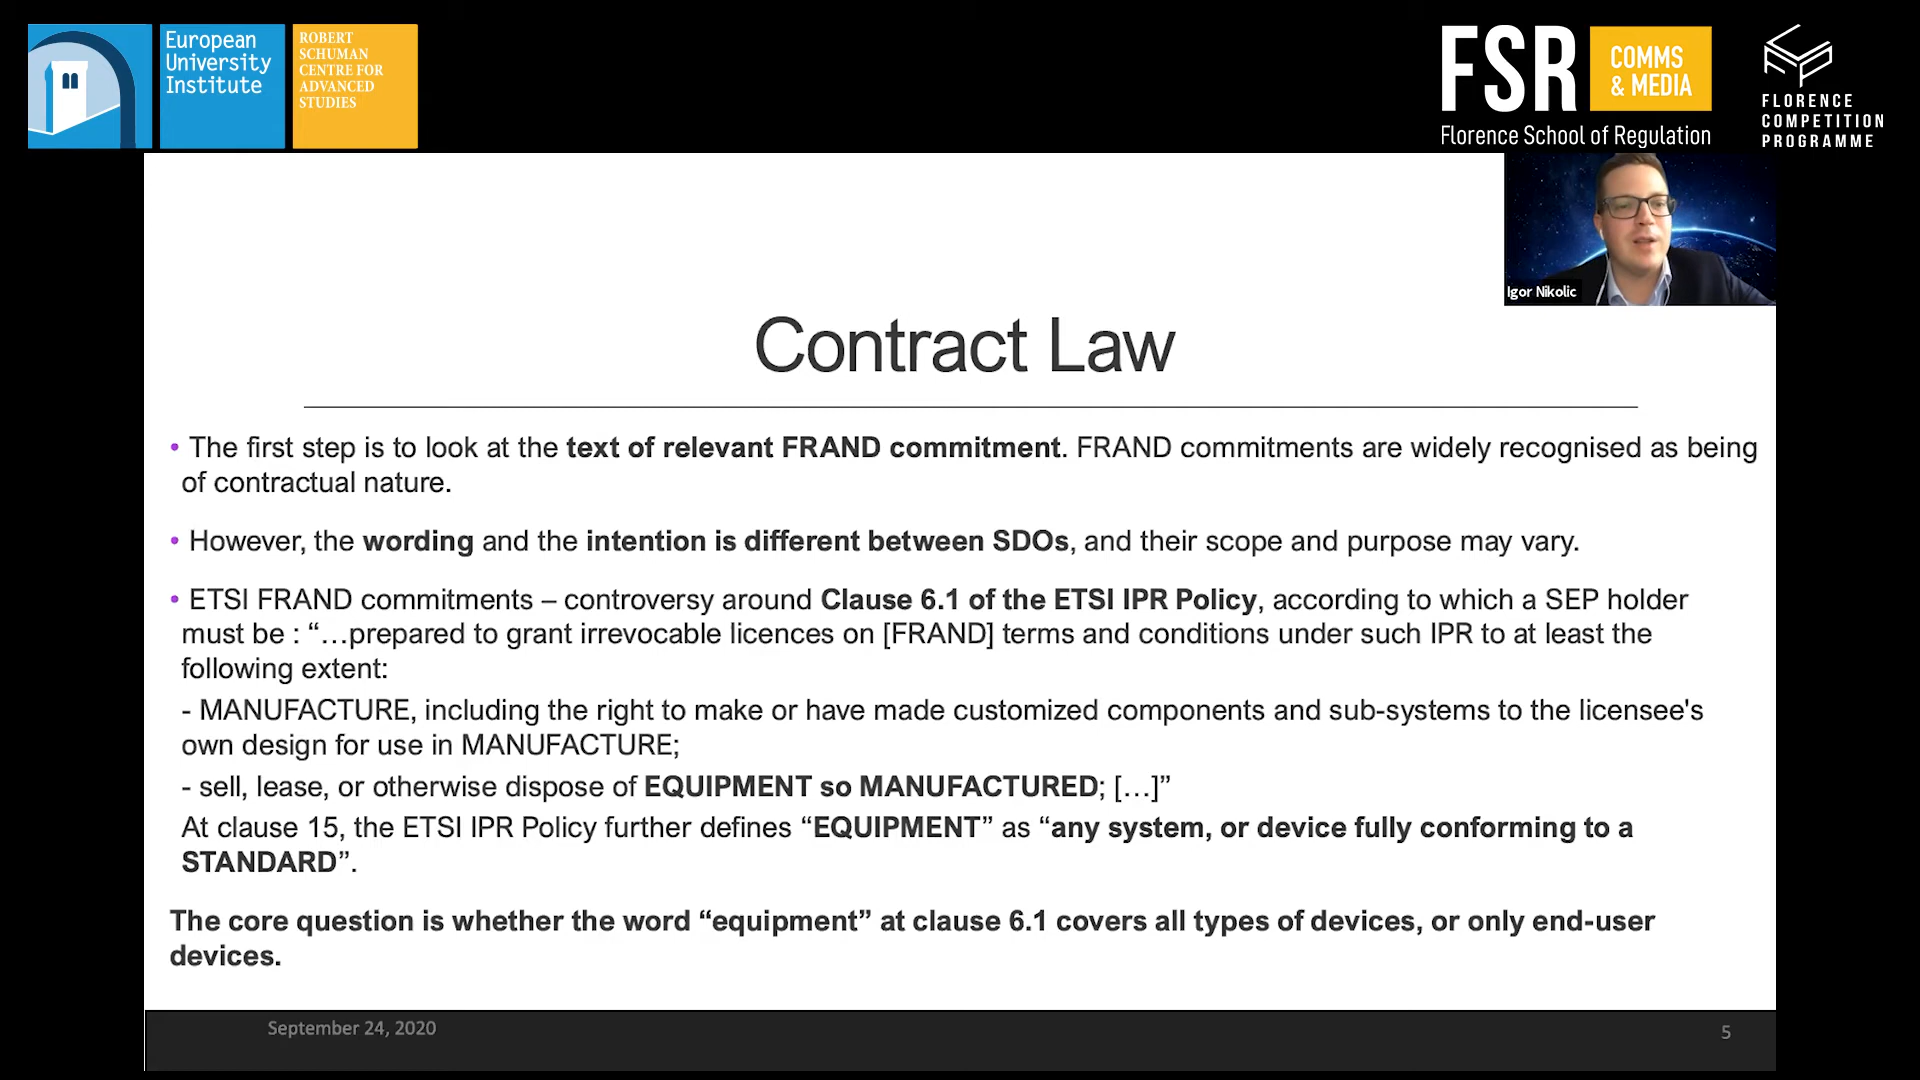 European
University
Institute
ROBERT
SCHUMAN
CENTRE FOR
ADVANCED
STUDIES
FSR
COMMS
& MEDIA
Florence School of Regulation
FLORENCE
COMPETITION
PROGRAMME
Igor Nikolic
Contract Law
• The first step is to look at the text of relevant FRAND commitment. FRAND commitments are widely recognised as being
of contractual nature.
• However, the wording and the intention is different between SDOs, and their scope and purpose may vary.
• ETSI FRAND commitments – controversy around Clause 6.1 of the ETSI IPR Policy, according to which a SEP holder
must be : “…prepared to grant irrevocable licences on [FRAND] terms and conditions under such IPR to at least the
following extent:
- MANUFACTURE, including the right to make or have made customized components and sub-systems to the licensee's
own design for use in MANUFACTURE;
- sell, lease, or otherwise dispose of EQUIPMENT so MANUFACTURED; […]”
At clause 15, the ETSI IPR Policy further defines “EQUIPMENT” as “any system, or device fully conforming to a
STANDARD”.
The core question is whether the word “equipment” at clause 6.1 covers all types of devices, or only end-user
devices.
September 24, 2020
5